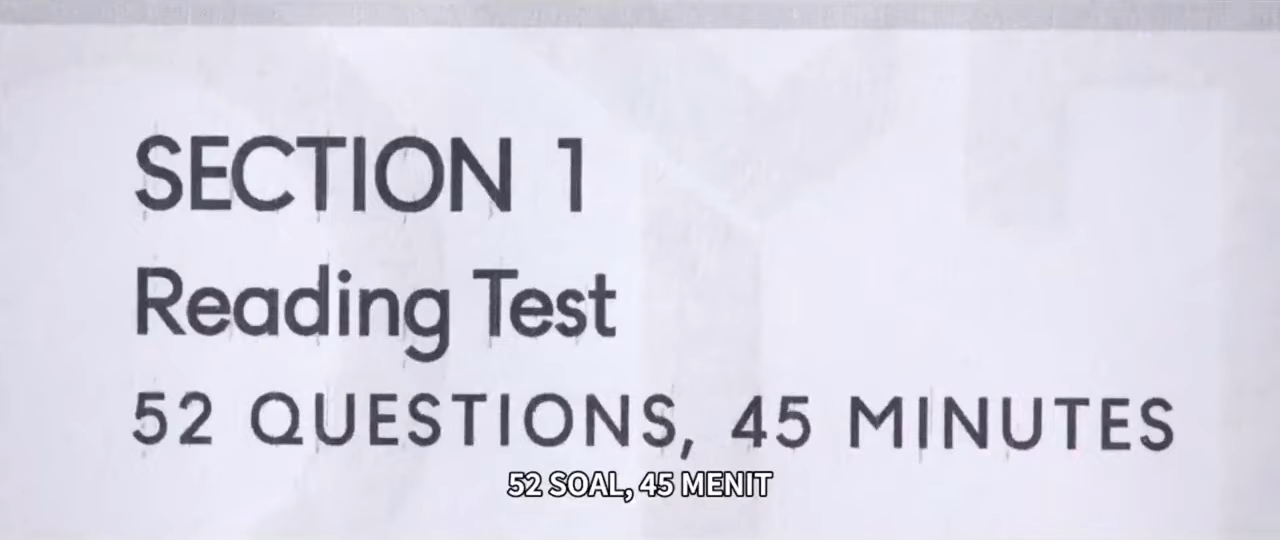 SECTION 1
Reading Test
52 QUESTIONS, 45 MINUTES
52 SOAL, 45 MENIT